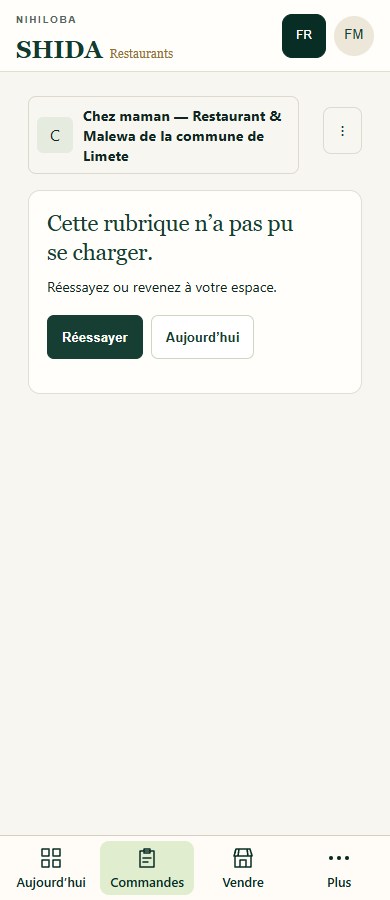 NIHILOBA
SHIDA Restaurants
FR
FM
C
Chez maman — Restaurant &
Malewa de la commune de
Limete
Cette rubrique n’a pas pu
se charger.
Réessayez ou revenez à votre espace.
Réessayer
Aujourd’hui
Aujourd’hui
Commandes
Vendre
Plus